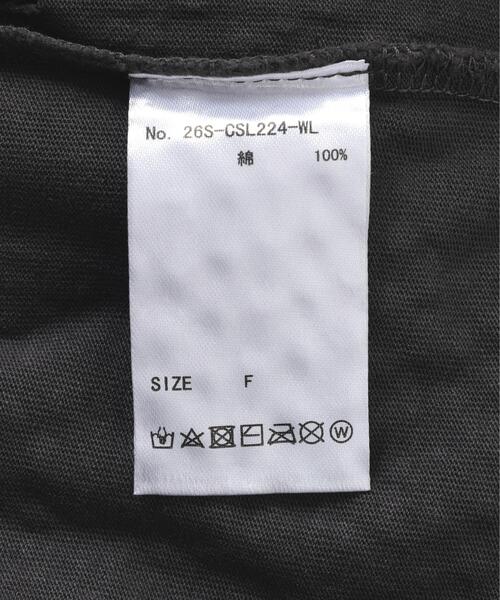 No. 26S-CSL224-WL
綿 100%
SIZE F
W